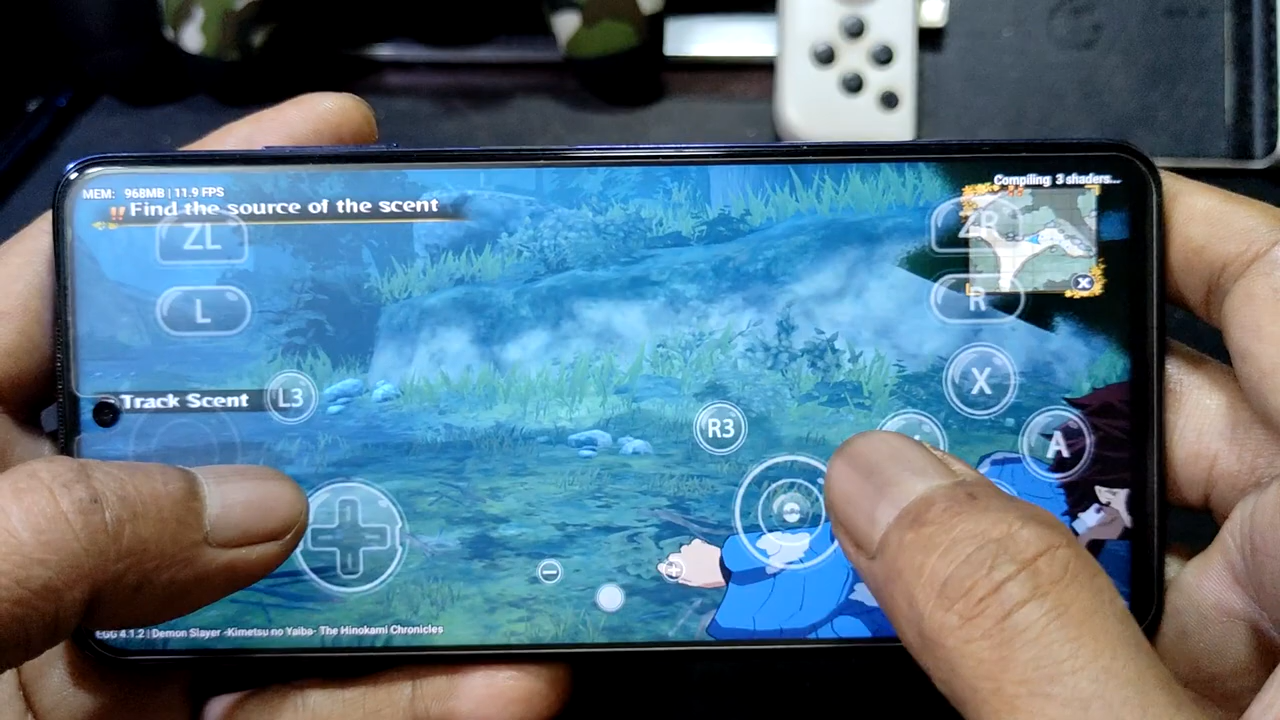 MEM: 968MB | 11.9 FPS
Compiling 3 shaders...
!! Find the source of the scent
ZL
ZR
L
R
X
Track Scent
L3
R3
A
EGG 4.1.2 | Demon Slayer -Kimetsu no Yaiba- The Hinokami Chronicles